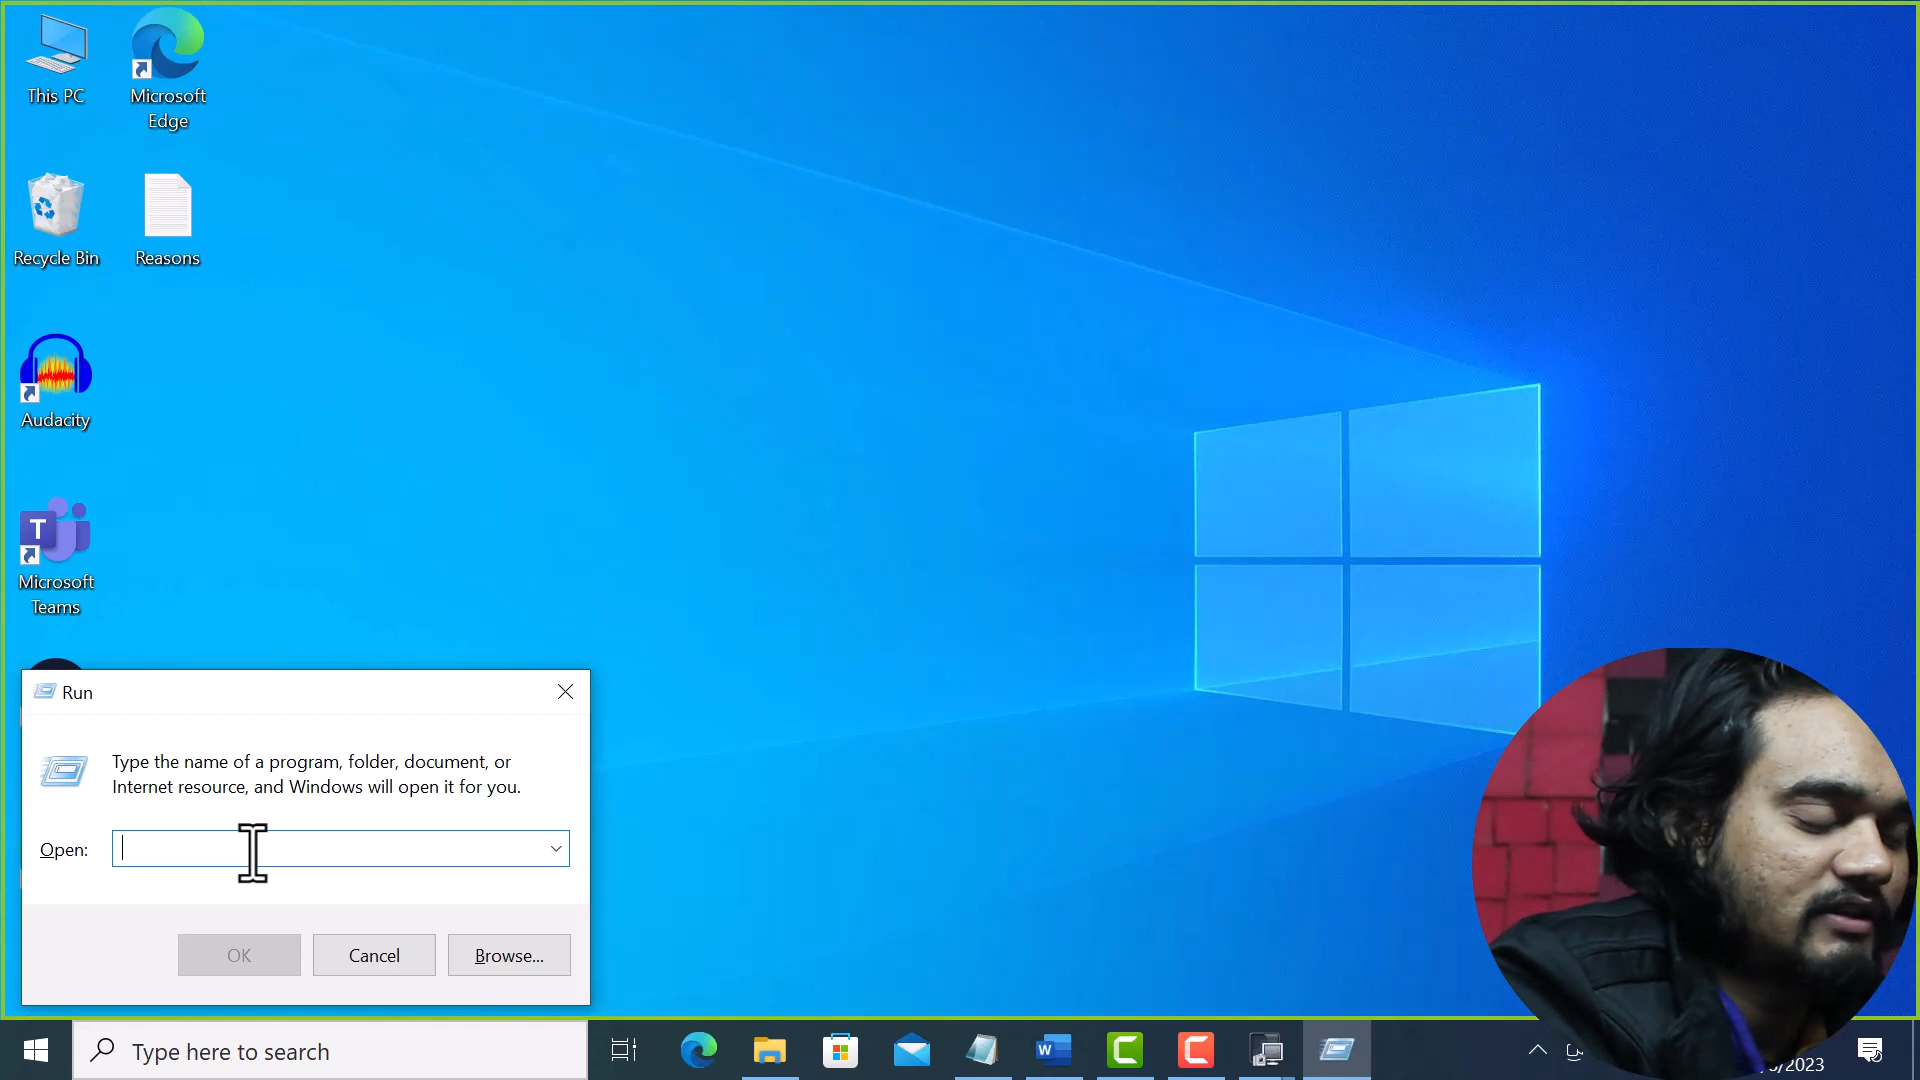 This PC
Microsoft
Edge
Recycle Bin
Reasons
Audacity
T
Microsoft
Teams
Run
Type the name of a program, folder, document, or
Internet resource, and Windows will open it for you.
Open:
OK
Cancel
Browse...
Type here to search
W
/2023